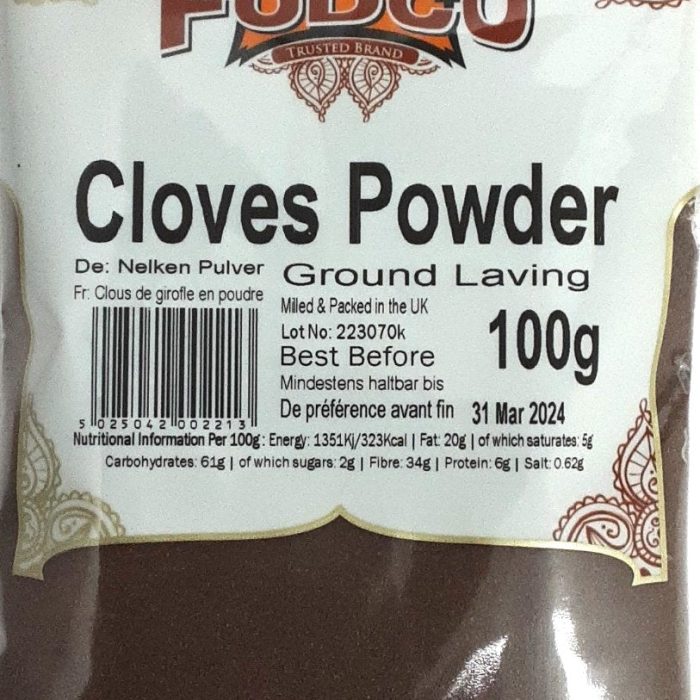 FUDCO
TRUSTED BRAND
Cloves Powder
De: Nelken Pulver
Ground Laving
Fr: Clous de girofle en poudre
Milled & Packed in the UK
Lot No: 223070k
100g
Best Before
Mindestens haltbar bis
De préférence avant fin 31 Mar 2024
5 025042 002213
Nutritional Information Per 100g: Energy: 1351Kj/323Kcal | Fat: 20g | of which saturates: 5g
Carbohydrates: 61g | of which sugars: 2g | Fibre: 34g | Protein: 6g | Salt: 0.62g